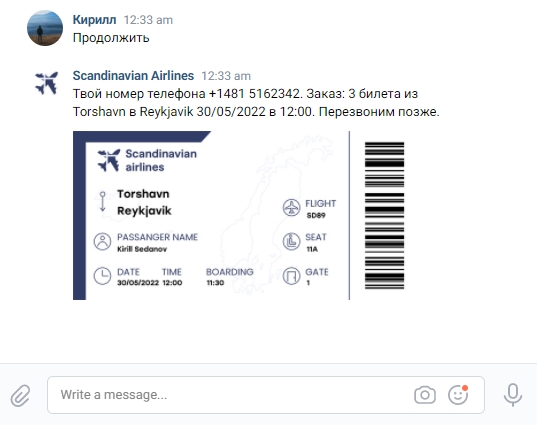 Кирилл 12:33 am
Продолжить
Scandinavian Airlines 12:33 am
Твой номер телефона +1481 5162342. Заказ: 3 билета из
Torshavn в Reykjavik 30/05/2022 в 12:00. Перезвоним позже.
Scandinavian
airlines
Torshavn
Reykjavik
FLIGHT
SD89
PASSANGER NAME
Kirill Sedanov
SEAT
11A
DATE TIME BOARDING
30/05/2022 12:00 11:30
GATE
1
Write a message...